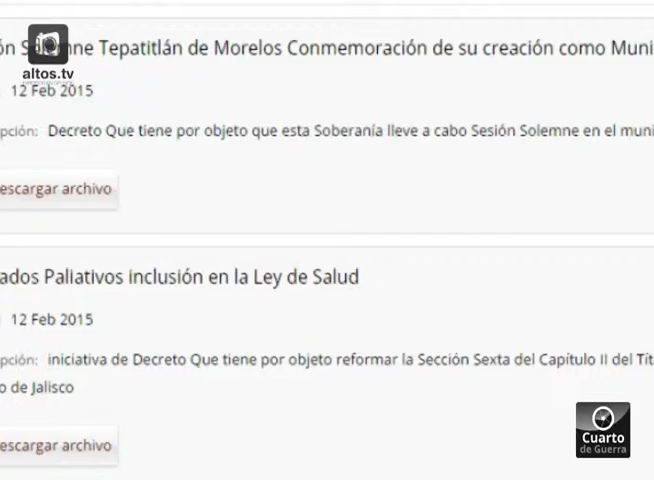 ón Solemne Tepatitlán de Morelos Conmemoración de su creación como Muni
altos.tv
12 Feb 2015
pción: Decreto Que tiene por objeto que esta Soberanía lleve a cabo Sesión Solemne en el muni
escargar archivo
ados Paliativos inclusión en la Ley de Salud
12 Feb 2015
pción: iniciativa de Decreto Que tiene por objeto reformar la Sección Sexta del Capítulo II del Tít
o de Jalisco
escargar archivo
Cuarto
de Guerra